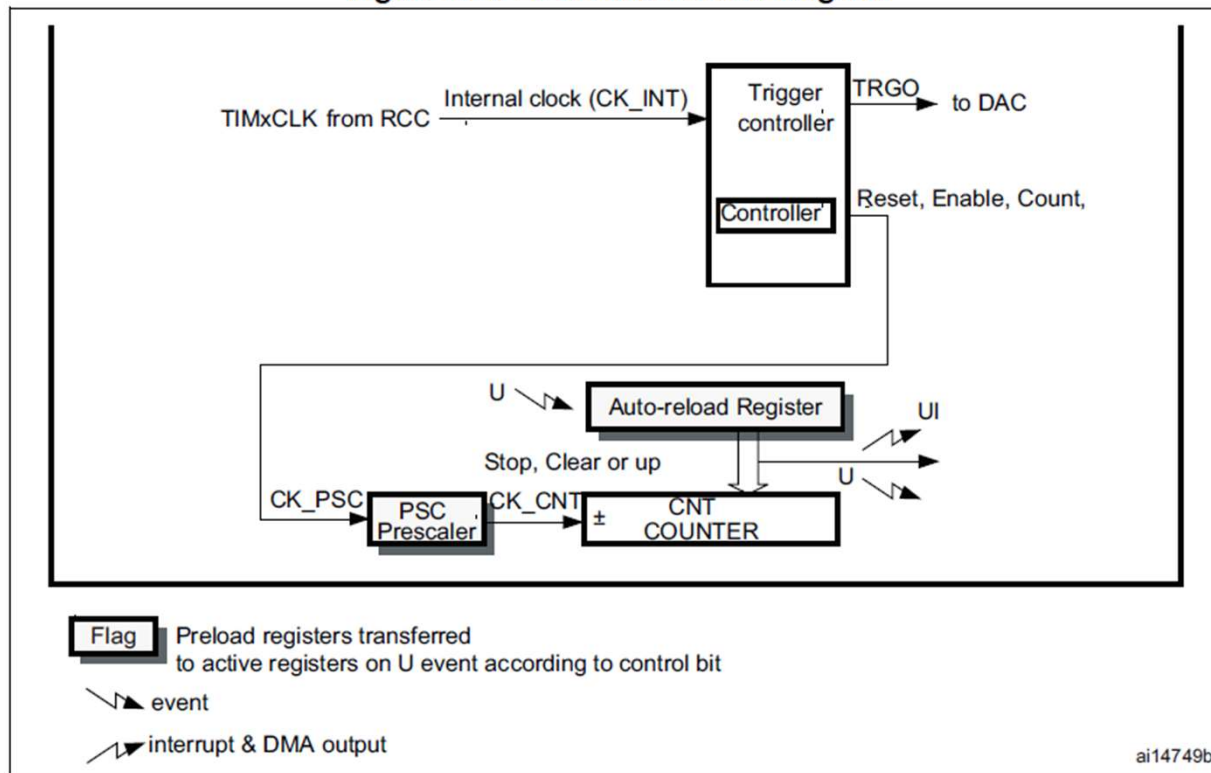 Internal clock (CK_INT)
TIMxCLK from RCC
Trigger
controller
TRGO
to DAC
Controller
Reset, Enable, Count,
U
Auto-reload Register
UI
Stop, Clear or up
U
CK_PSC
PSC
Prescaler
CK_CNT
± CNT
COUNTER
Flag
Preload registers transferred
to active registers on U event according to control bit
event
interrupt & DMA output
ai14749b